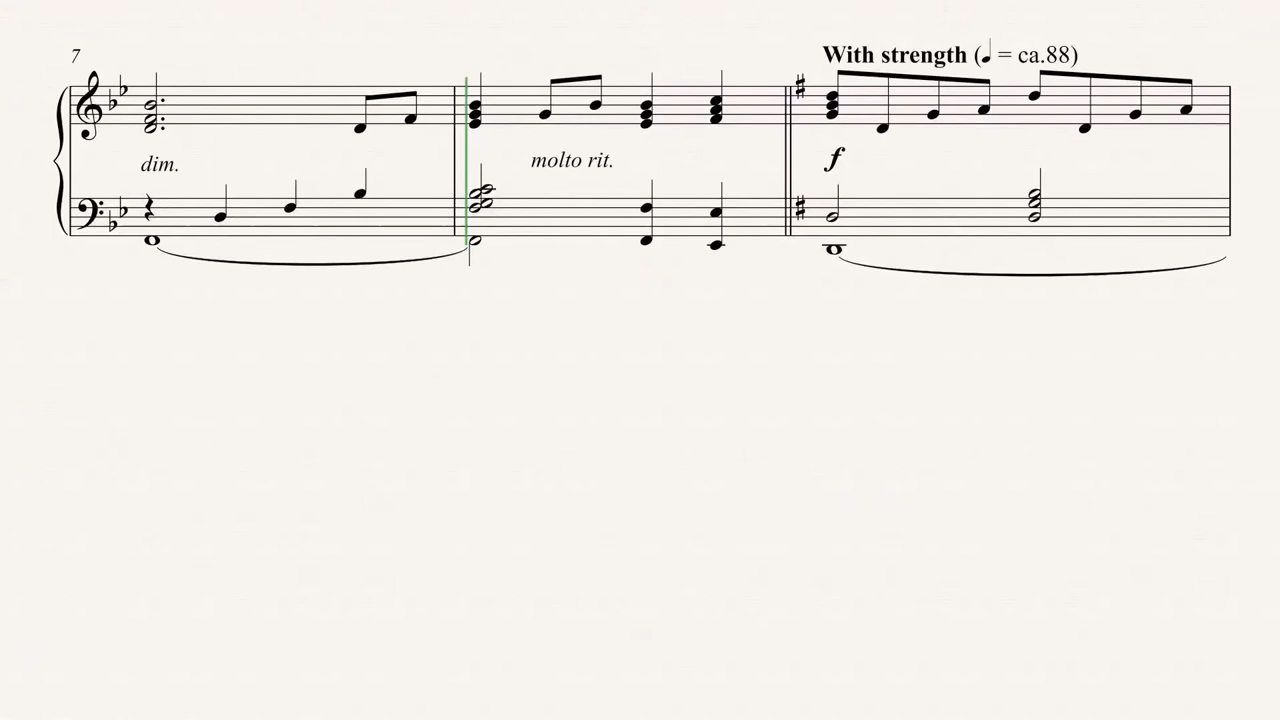 7
With strength (♩ = ca.88)
dim.
molto rit.
f